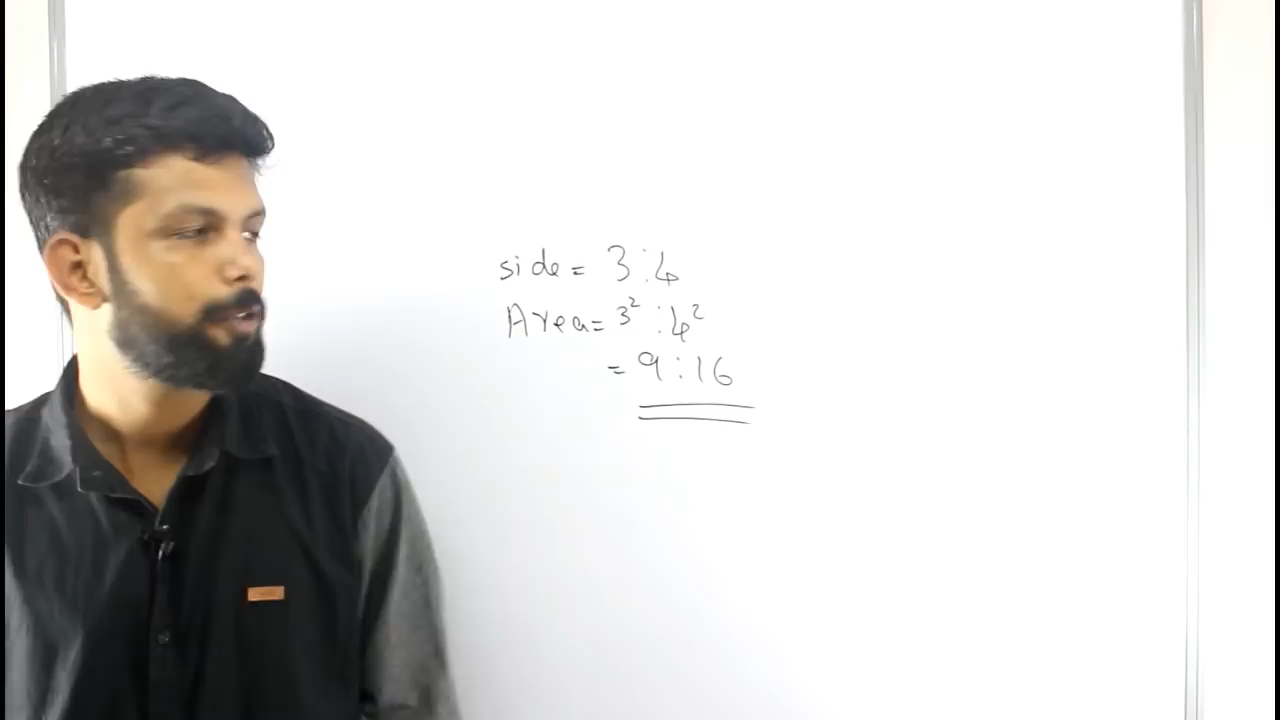 side = 3:4
Area = 3² : 4²
= 9:16